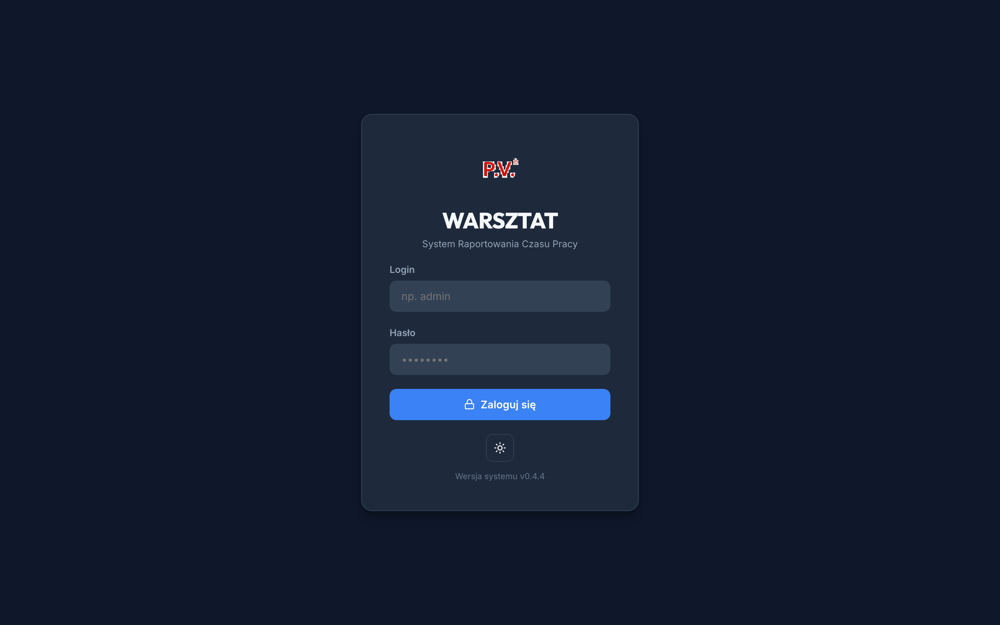 P.V.®
WARSZTAT
System Raportowania Czasu Pracy
Login
np. admin
Hasło
••••••••
Zaloguj się
Wersja systemu v0.4.4